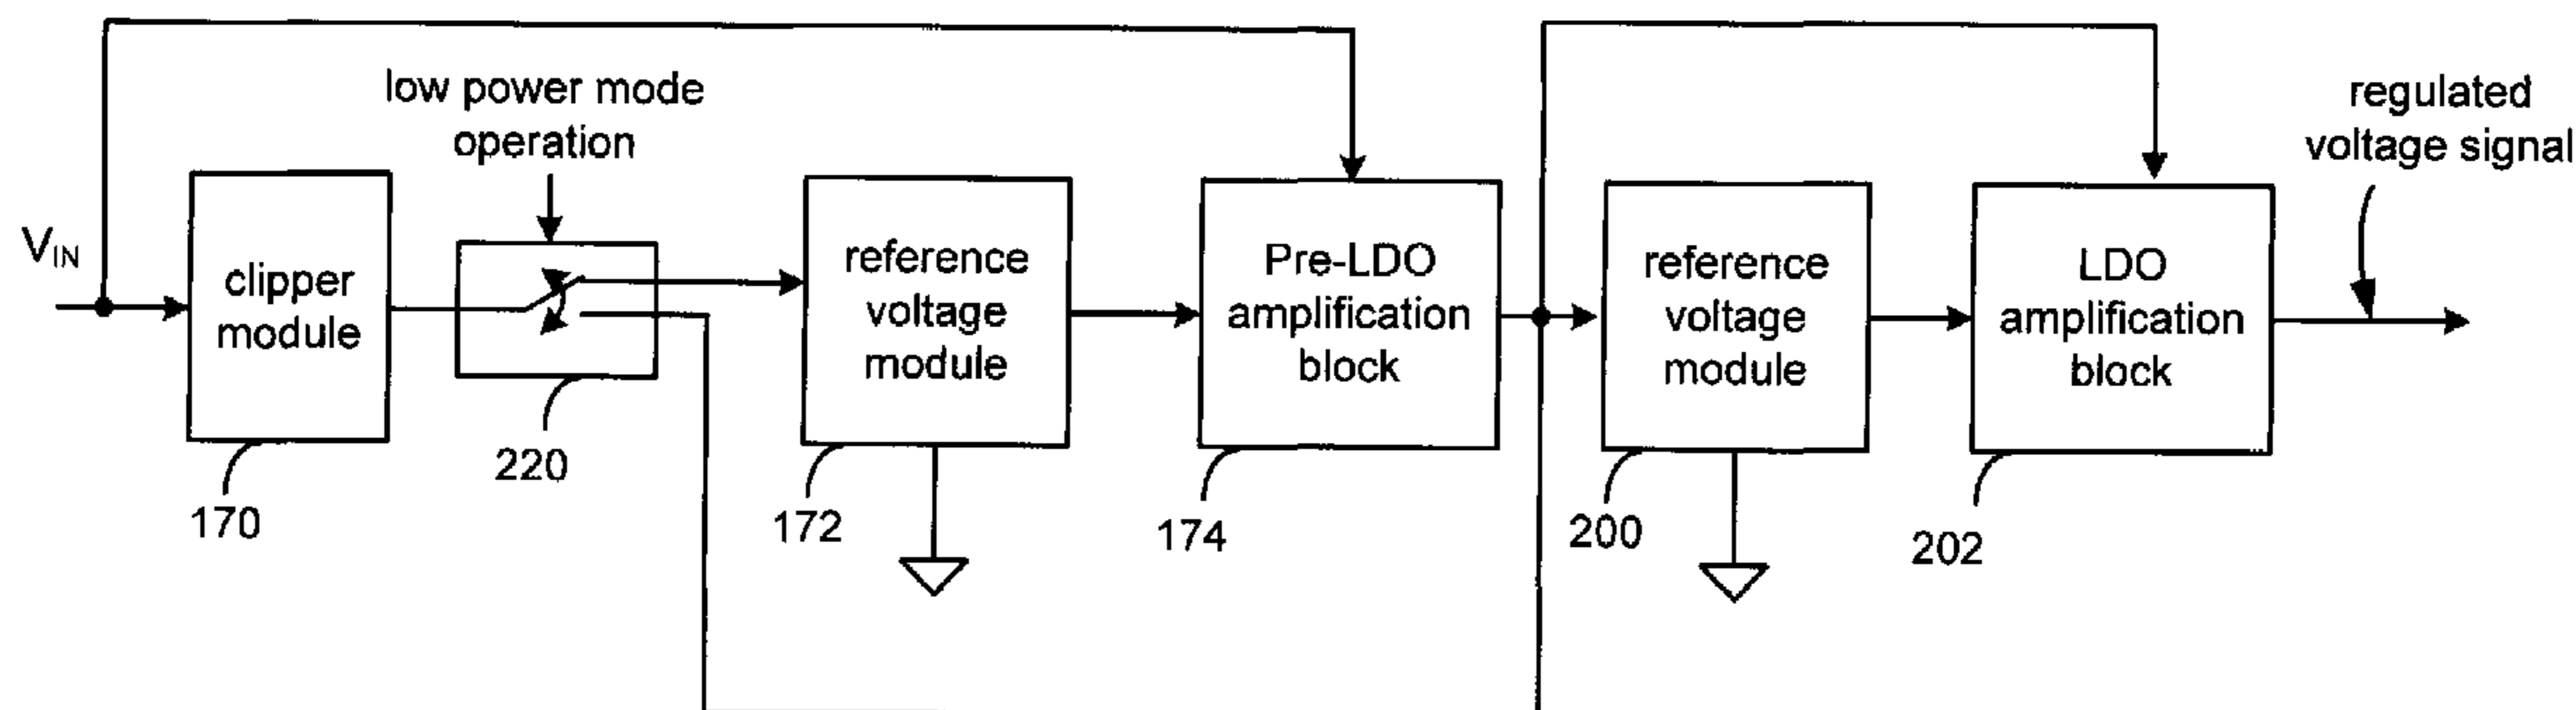 low power mode
operation
regulated
voltage signal
VIN
clipper
module
reference
voltage
module
Pre-LDO
amplification
block
reference
voltage
module
LDO
amplification
block
170
220
172
174
200
202